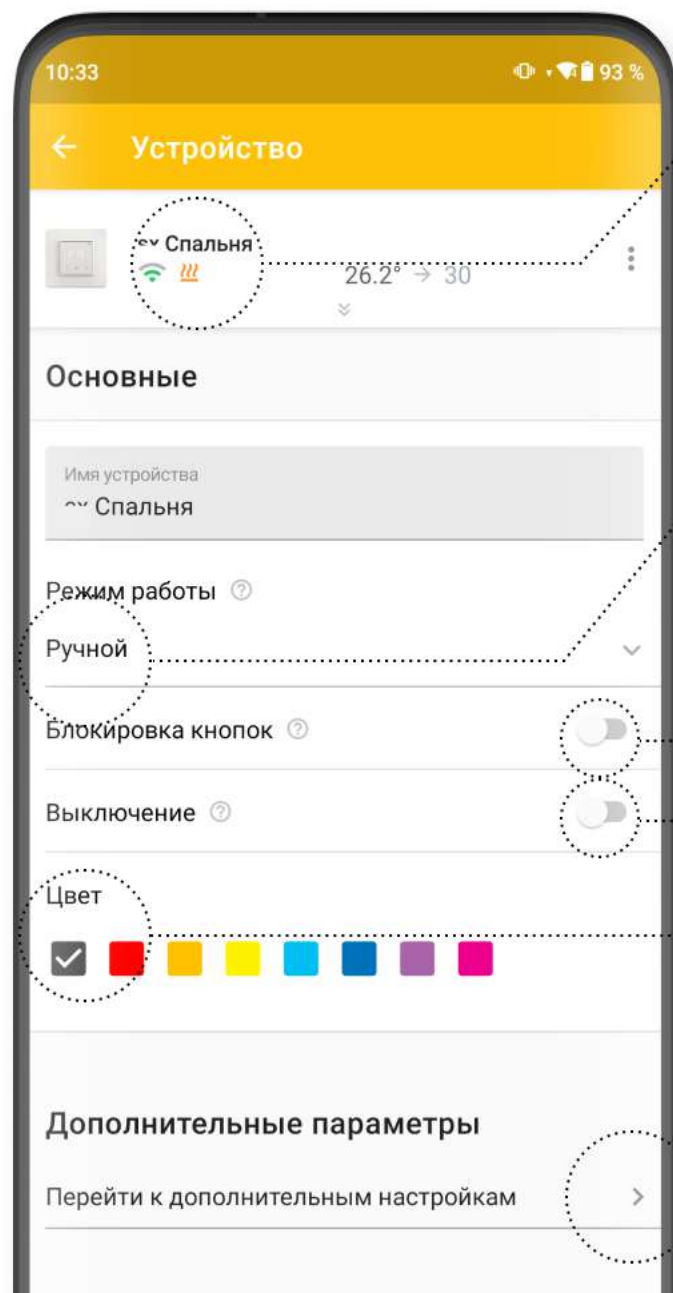 10:33 93 %
Устройство
Спальня
26.2° → 30
Основные
Имя устройства
Спальня
Режим работы
Ручной
Блокировка кнопок
Выключение
Цвет
Дополнительные параметры
Перейти к дополнительным настройкам